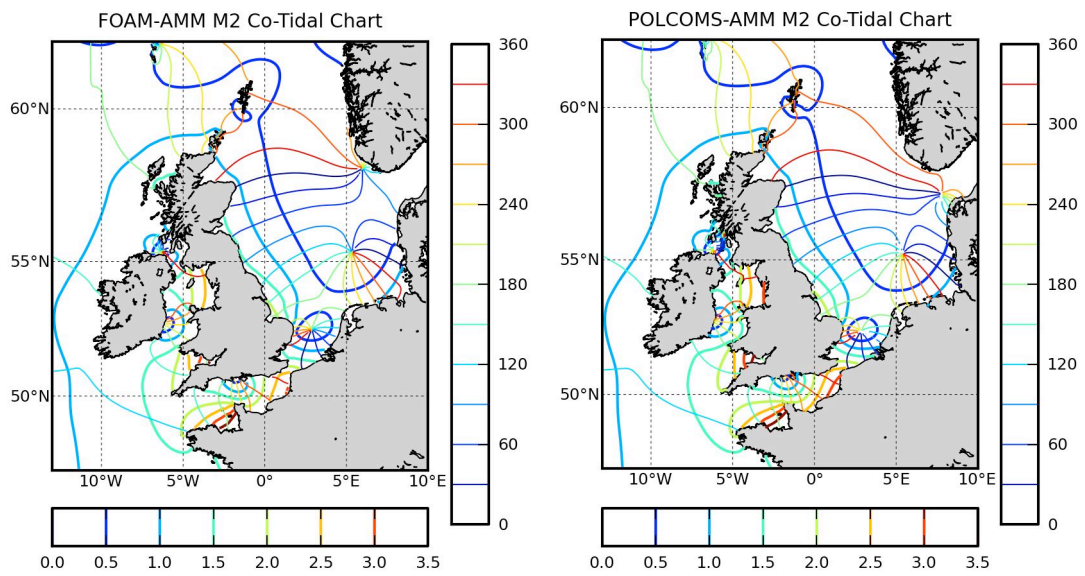 FOAM-AMM M2 Co-Tidal Chart
60°N
55°N
50°N
10°W 5°W 0° 5°E 10°E
360
300
240
180
120
60
0
0.0 0.5 1.0 1.5 2.0 2.5 3.0 3.5
POLCOMS-AMM M2 Co-Tidal Chart
60°N
55°N
50°N
10°W 5°W 0° 5°E 10°E
360
300
240
180
120
60
0
0.0 0.5 1.0 1.5 2.0 2.5 3.0 3.5